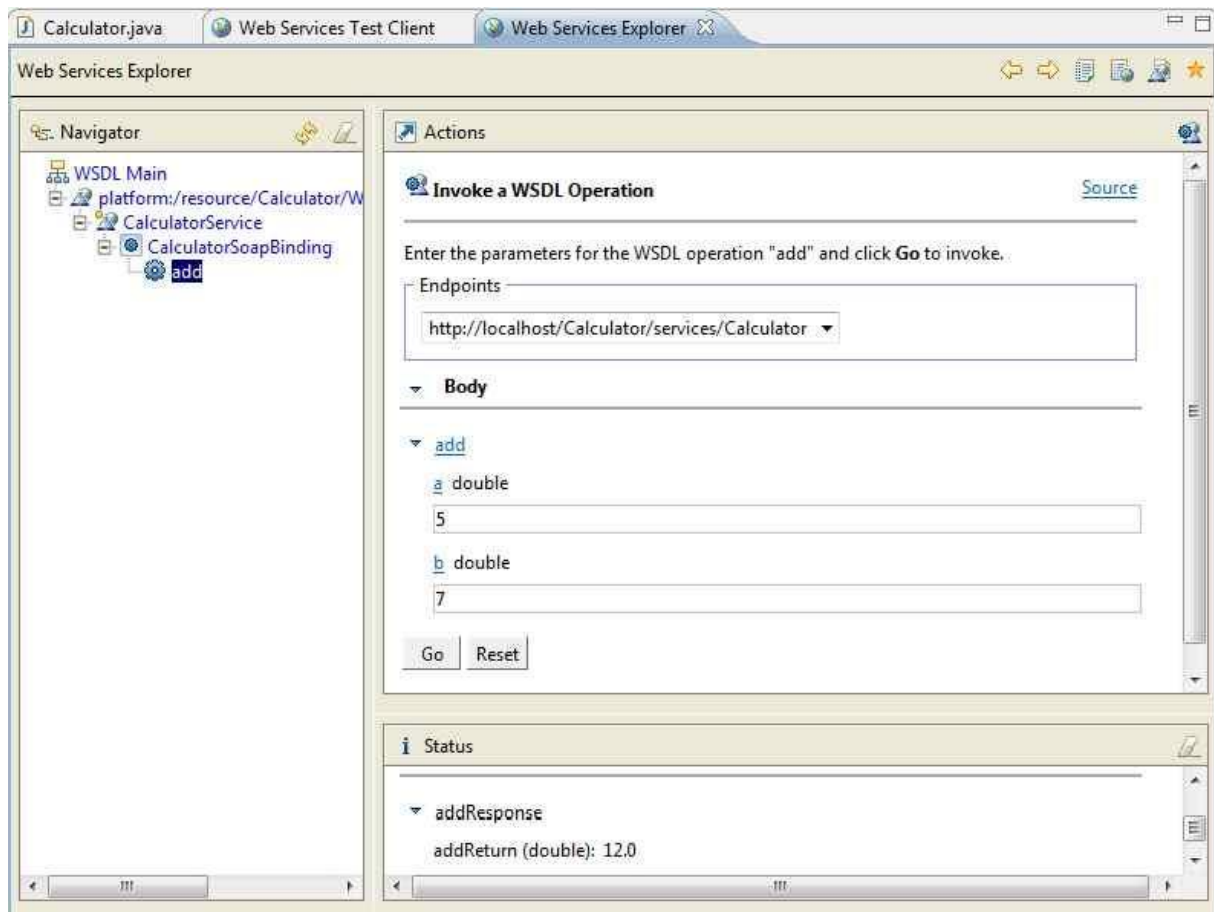 Calculator.java
Web Services Test Client
Web Services Explorer
Web Services Explorer
Navigator
WSDL Main
platform:/resource/Calculator/W
CalculatorService
CalculatorSoapBinding
add
Actions
Invoke a WSDL Operation
Source
Enter the parameters for the WSDL operation "add" and click Go to invoke.
Endpoints
http://localhost/Calculator/services/Calculator
Body
add
a double
5
b double
7
Go
Reset
i Status
addResponse
addReturn (double): 12.0